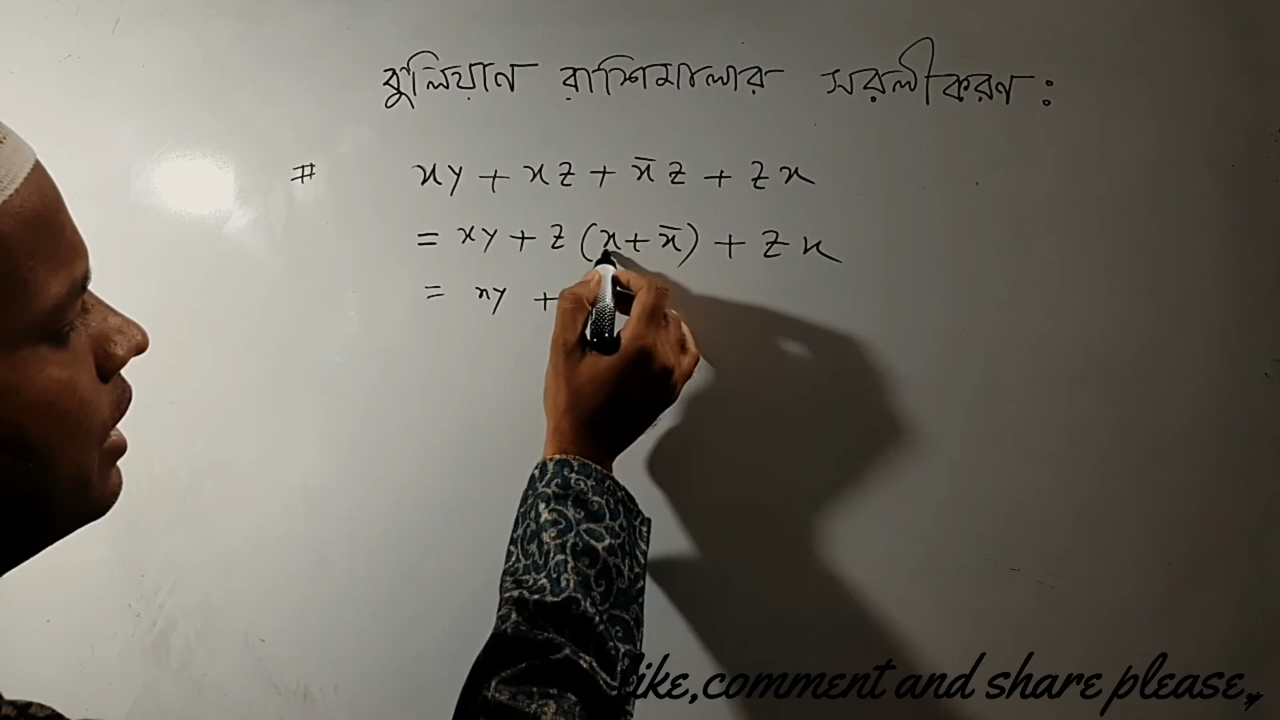 বুলিয়ান রাশিমালার সরলীকরণ :
# xy + xz + x̄z + zx
= xy + z (x + x̄) + zx
= xy +
like,comment and share please,,